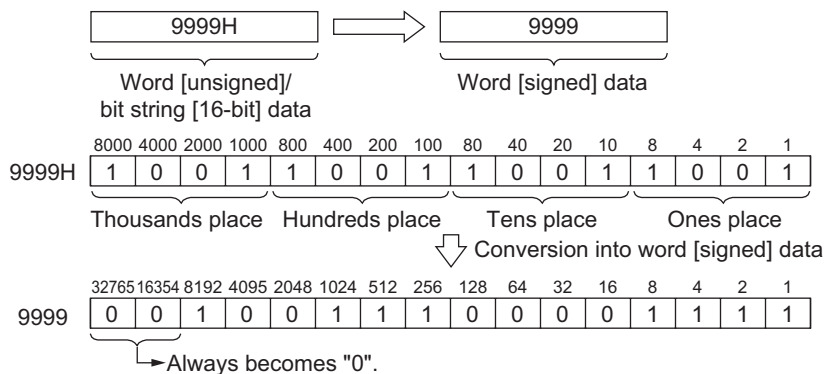 9999H 9999
Word [unsigned]/
bit string [16-bit] data
Word [signed] data
8000 4000 2000 1000 800 400 200 100 80 40 20 10 8 4 2 1
9999H 1 0 0 1 1 0 0 1 1 0 0 1 1 0 0 1
Thousands place Hundreds place Tens place Ones place
Conversion into word [signed] data
32765 16354 8192 4095 2048 1024 512 256 128 64 32 16 8 4 2 1
9999 0 0 1 0 0 1 1 1 0 0 0 0 1 1 1 1
Always becomes "0".